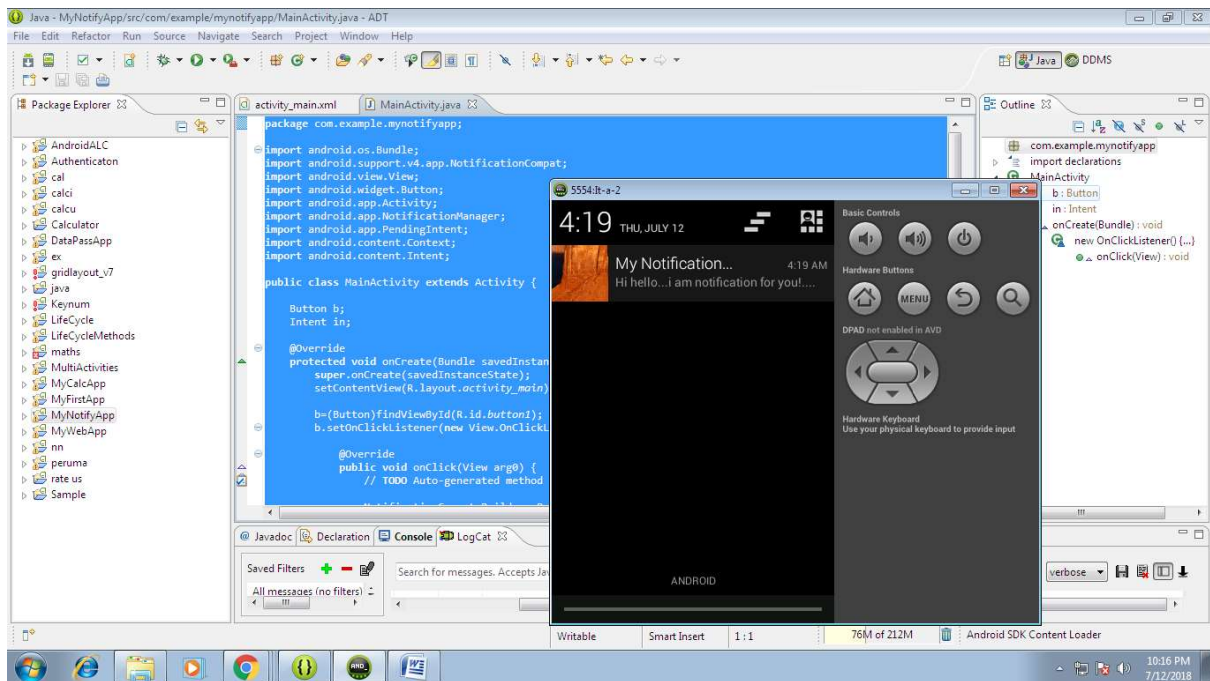 Java - MyNotifyApp/src/com/example/mynotifyapp/MainActivity.java - ADT
File Edit Refactor Run Source Navigate Search Project Window Help
Java DDMS
Package Explorer
AndroidALC
Authenticaton
cal
calci
calcu
Calculator
DataPassApp
ex
gridlayout_v7
java
Keynum
LifeCycle
LifeCycleMethods
maths
MultiActivities
MyCalcApp
MyFirstApp
MyNotifyApp
MyWebApp
nn
peruma
rate us
Sample
activity_main.xml MainActivity.java
package com.example.mynotifyapp;
import android.os.Bundle;
import android.support.v4.app.NotificationCompat;
import android.view.View;
import android.widget.Button;
import android.app.Activity;
import android.app.NotificationManager;
import android.app.PendingIntent;
import android.content.Context;
import android.content.Intent;
public class MainActivity extends Activity {
Button b;
Intent in;
@Override
protected void onCreate(Bundle savedInstan
super.onCreate(savedInstanceState);
setContentView(R.layout.activity_main)
b=(Button)findViewById(R.id.button1);
b.setOnClickListener(new View.OnClickL
@Override
public void onClick(View arg0) {
// TODO Auto-generated method
5554:It-a-2
4:19 THU, JULY 12
My Notification... 4:19 AM
Hi hello...i am notification for you!....
ANDROID
Basic Controls
Hardware Buttons
MENU
DPAD not enabled in AVD
Hardware Keyboard
Use your physical keyboard to provide input
Outline
com.example.mynotifyapp
import declarations
MainActivity
b : Button
in : Intent
onCreate(Bundle) : void
new OnClickListener() {...}
onClick(View) : void
@ Javadoc Declaration Console LogCat
Saved Filters
All messages (no filters)
Search for messages. Accepts Ja
verbose
Writable Smart Insert 1 : 1 76M of 212M Android SDK Content Loader
10:16 PM
7/12/2018